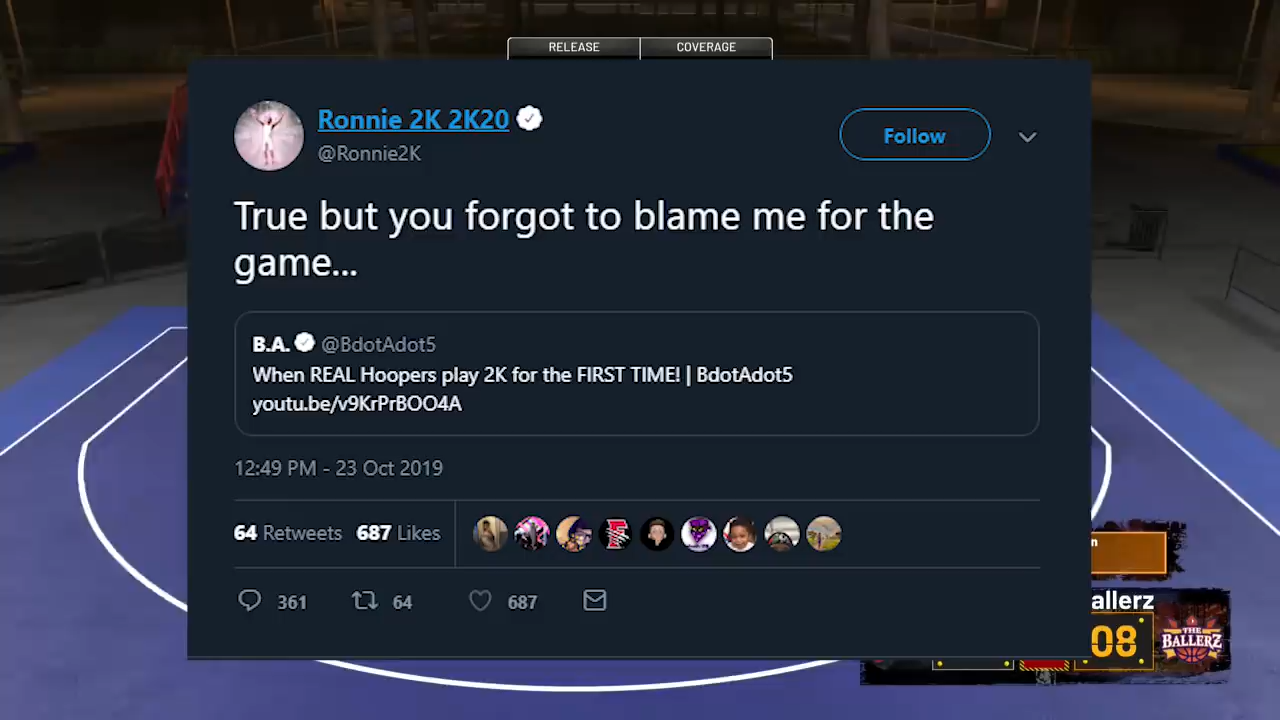 RELEASE COVERAGE
Ronnie 2K 2K20
@Ronnie2K
Follow
True but you forgot to blame me for the
game...
B.A. @BdotAdot5
When REAL Hoopers play 2K for the FIRST TIME! | BdotAdot5
youtu.be/v9KrPrBOO4A
12:49 PM - 23 Oct 2019
64 Retweets 687 Likes
361 64 687
n
allerz
08
THE
BALLERZ